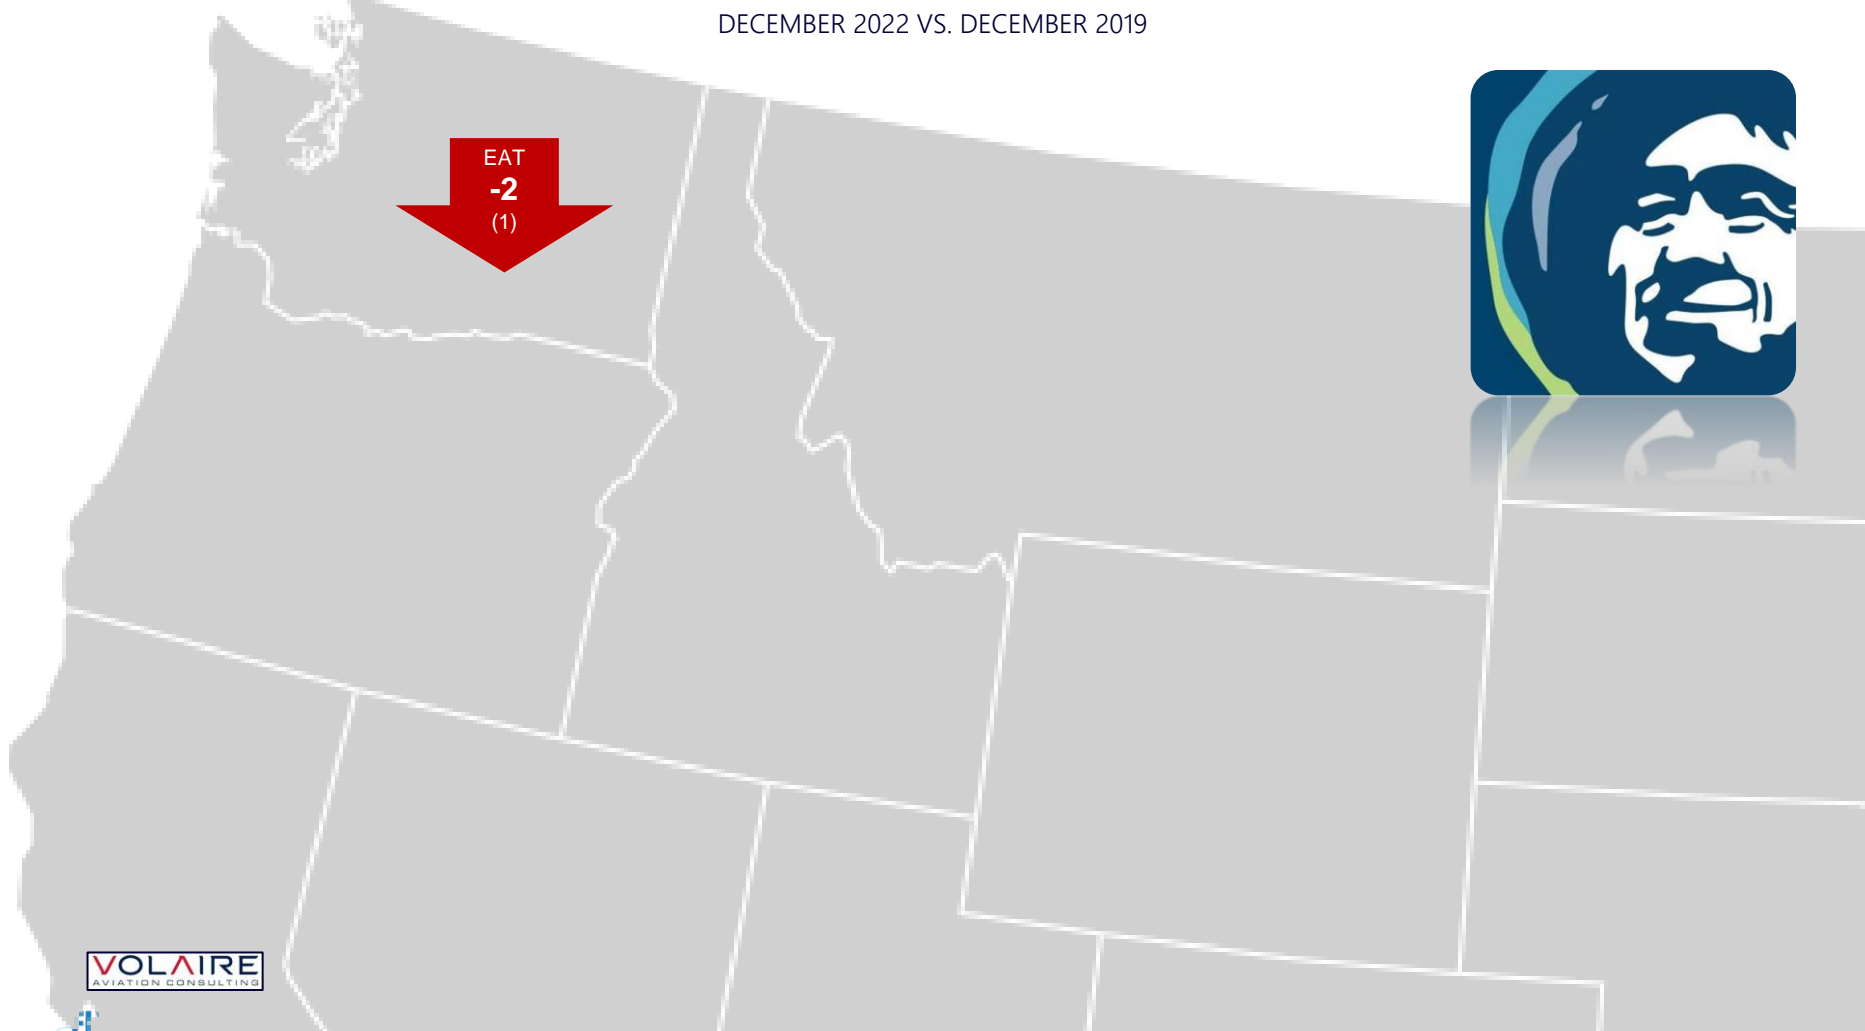 DECEMBER 2022 VS. DECEMBER 2019
EAT
-2
(1)
VOLAIRE
AVIATION CONSULTING